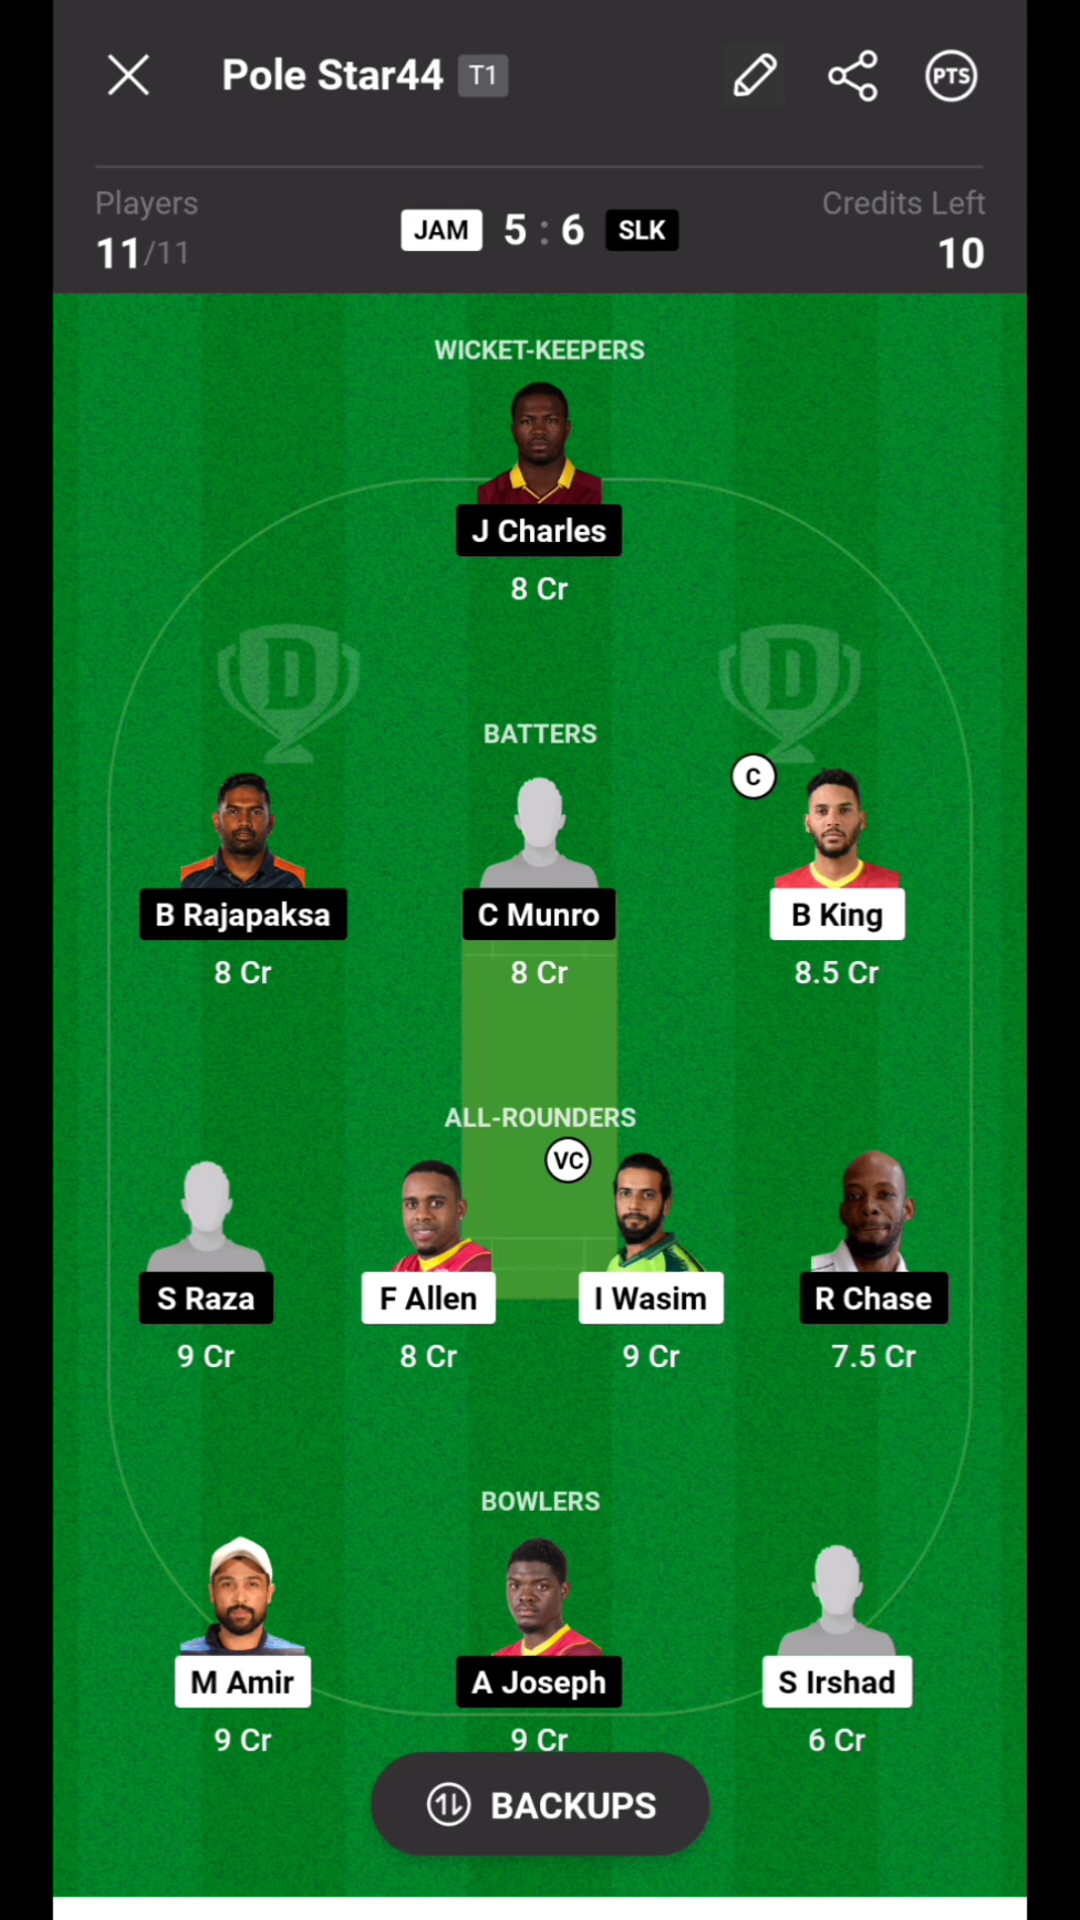 Pole Star44 T1
PTS
Players
11/11
JAM 5 : 6 SLK
Credits Left
10
WICKET-KEEPERS
J Charles
8 Cr
D D
BATTERS
C
B Rajapaksa C Munro B King
8 Cr 8 Cr 8.5 Cr
ALL-ROUNDERS
VC
S Raza F Allen I Wasim R Chase
9 Cr 8 Cr 9 Cr 7.5 Cr
BOWLERS
M Amir A Joseph S Irshad
9 Cr 9 Cr 6 Cr
BACKUPS